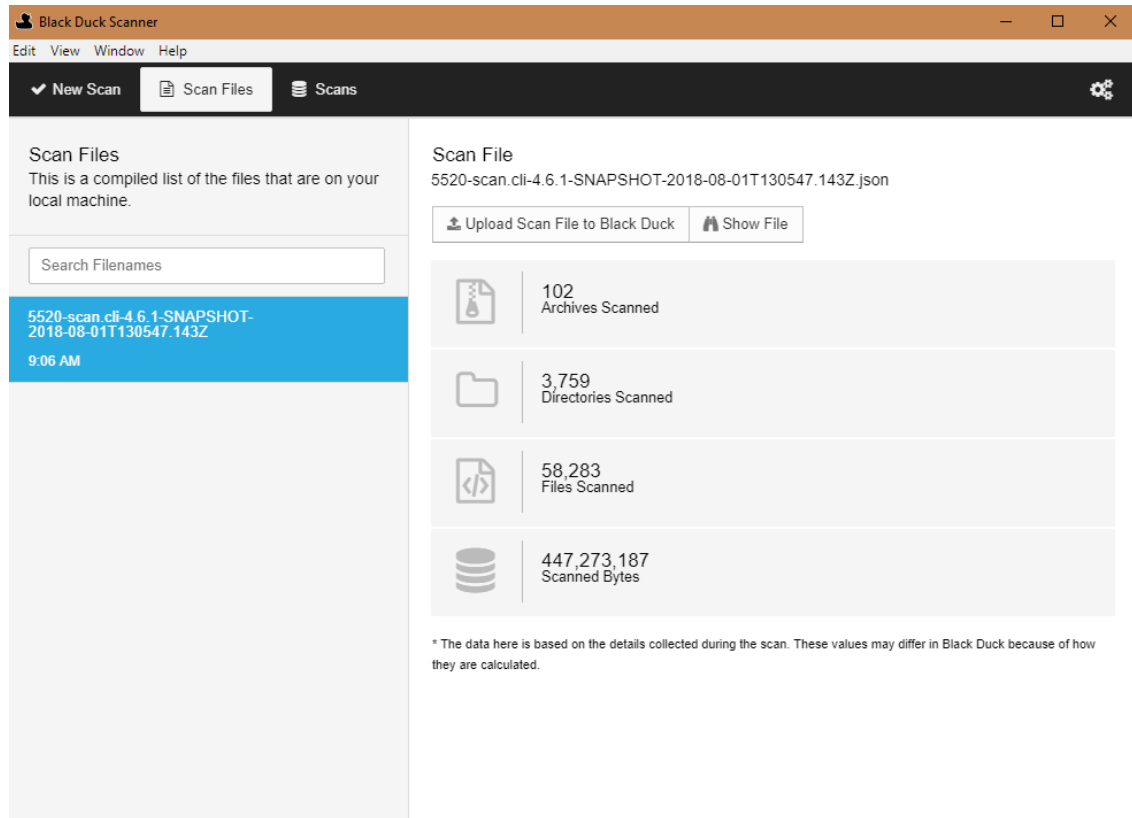 Black Duck Scanner
Edit View Window Help
New Scan
Scan Files
Scans
Scan Files
This is a compiled list of the files that are on your
local machine.
Search Filenames
5520-scan.cli-4.6.1-SNAPSHOT-
2018-08-01T130547.143Z
9:06 AM
Scan File
5520-scan.cli-4.6.1-SNAPSHOT-2018-08-01T130547.143Z.json
Upload Scan File to Black Duck
Show File
102
Archives Scanned
3,759
Directories Scanned
58,283
Files Scanned
447,273,187
Scanned Bytes
* The data here is based on the details collected during the scan. These values may differ in Black Duck because of how
they are calculated.